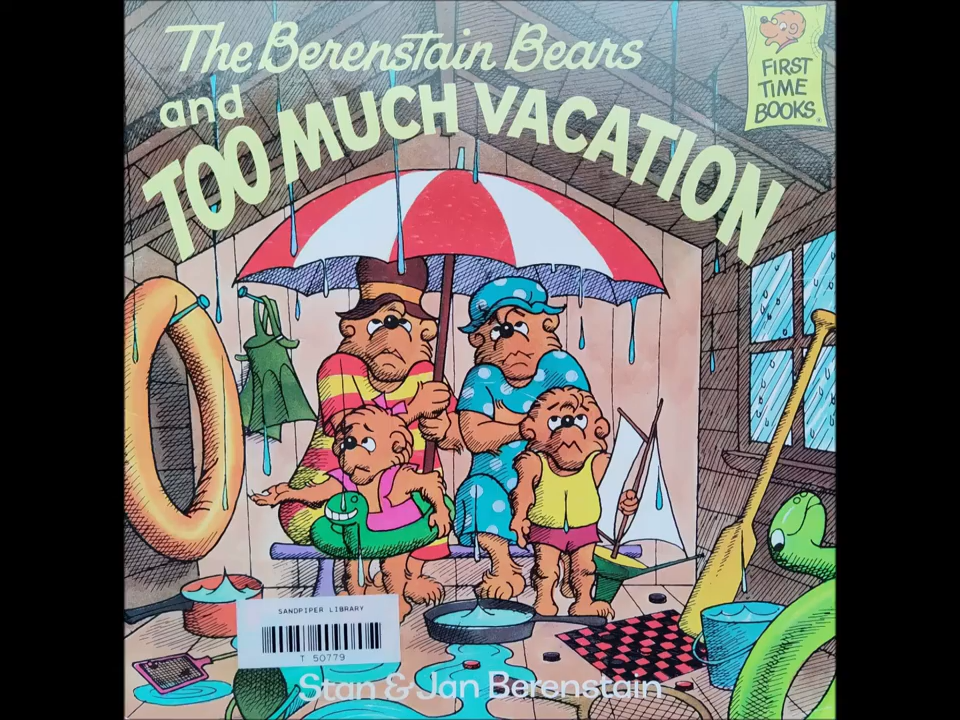 The Berenstain Bears
and
TOO MUCH VACATION
FIRST
TIME
BOOKS®
SANDPIPER LIBRARY
T 50779
Stan & Jan Berenstain